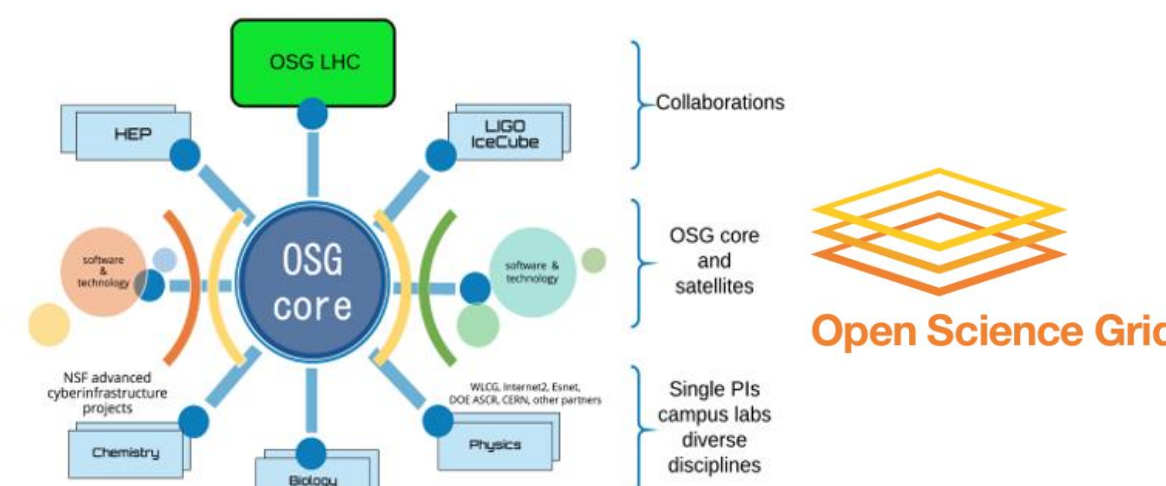 OSG LHC
HEP
LIGO
IceCube
Collaborations
OSG
core
software
&
technology
software &
technology
OSG core
and
satellites
Open Science Grid
NSF advanced
cyberinfrastructure
projects
WLCG, Internet2, Esnet,
DOE ASCR, CERN, other partners
Single PIs
campus labs
diverse
disciplines
Chemistry
Biology
Physics